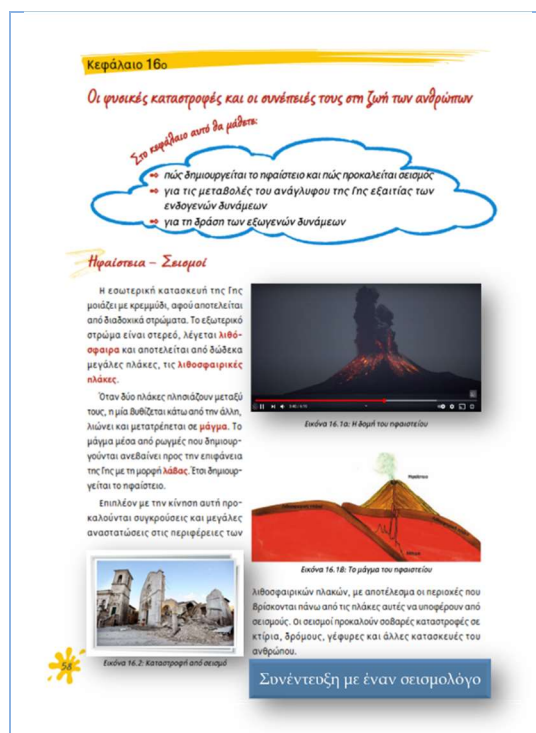 Κεφάλαιο 16ο
Οι φυσικές καταστροφές και οι συνέπειές τους στη ζωή των ανθρώπων
Στο κεφάλαιο αυτό θα μάθετε:
πώς δημιουργείται το ηφαίστειο και πώς προκαλείται σεισμός
για τις μεταβολές του ανάγλυφου της Γης εξαιτίας των
ενδογενών δυνάμεων
για τη δράση των εξωγενών δυνάμεων
Ηφαίστεια – Σεισμοί
Η εσωτερική κατασκευή της Γης
μοιάζει με κρεμμύδι, αφού αποτελείται
από διαδοχικά στρώματα. Το εξωτερικό
στρώμα είναι στερεό, λέγεται λιθό-
σφαιρα και αποτελείται από δώδεκα
μεγάλες πλάκες, τις λιθοσφαιρικές
πλάκες.
Όταν δύο πλάκες πλησιάζουν μεταξύ
τους, η μία βυθίζεται κάτω από την άλλη,
λιώνει και μετατρέπεται σε μάγμα. Το
μάγμα μέσα από ρωγμές που δημιουρ-
γούνται ανεβαίνει προς την επιφάνεια
της Γης με τη μορφή λάβας. Έτσι δημιουρ-
γείται το ηφαίστειο.
Επιπλέον με την κίνηση αυτή προ-
καλούνται συγκρούσεις και μεγάλες
αναστατώσεις στις περιφέρειες των
Εικόνα 16.2: Καταστροφή από σεισμό
58
Εικόνα 16.1α: Η δομή του ηφαιστείου
Εικόνα 16.1β: Το μάγμα του ηφαιστείου
λιθοσφαιρικών πλακών, με αποτέλεσμα οι περιοχές που
βρίσκονται πάνω από τις πλάκες αυτές να υποφέρουν από
σεισμούς. Οι σεισμοί προκαλούν σοβαρές καταστροφές σε
κτίρια, δρόμους, γέφυρες και άλλες κατασκευές του
ανθρώπου.
Συνέντευξη με έναν σεισμολόγο